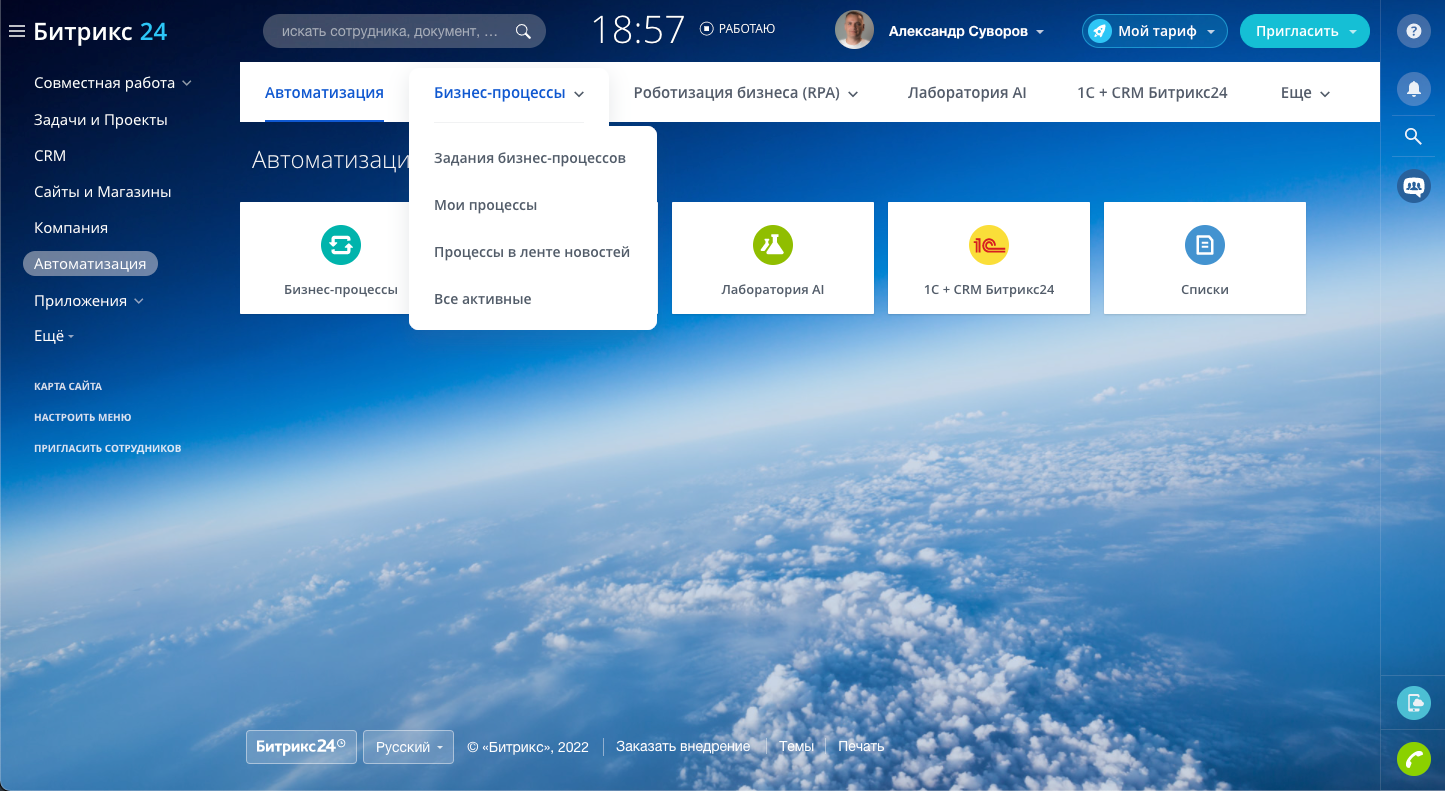 Битрикс 24
искать сотрудника, документ, ...
18:57
РАБОТАЮ
Александр Суворов
Мой тариф
Пригласить
?
Совместная работа
Задачи и Проекты
CRM
Сайты и Магазины
Компания
Автоматизация
Приложения
Ещё
КАРТА САЙТА
НАСТРОИТЬ МЕНЮ
ПРИГЛАСИТЬ СОТРУДНИКОВ
Автоматизация
Бизнес-процессы
Роботизация бизнеса (RPA)
Лаборатория AI
1С + CRM Битрикс24
Еще
Автоматизаци
Задания бизнес-процессов
Мои процессы
Процессы в ленте новостей
Все активные
Бизнес-процессы
Лаборатория AI
1С
1С + CRM Битрикс24
Списки
Битрикс24
Русский
© «Битрикс», 2022
Заказать внедрение
Темы
Печать